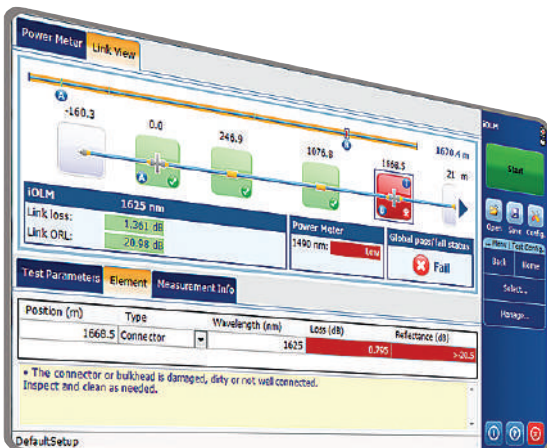 Power Meter
Link View
iOLM
-160.3
0.0
246.9
1076.8
1668.5
1670.4 m
21 m
A
B
A
iOLM
1625 nm
Link loss:
1.361 dB
Link ORL:
20.98 dB
Power Meter
1490 nm:
Low
Global pass/fail status
Fail
Start
Open
Save
Config.
Back
Home
Select...
Manage...
Test Parameters
Element
Measurement Info
Position (m)
Type
Wavelength (nm)
Loss (dB)
Reflectance (dB)
1668.5
Connector
1625
0.795
>-20.5
• The connector or bulkhead is damaged, dirty or not well connected.
Inspect and clean as needed.
DefaultSetup